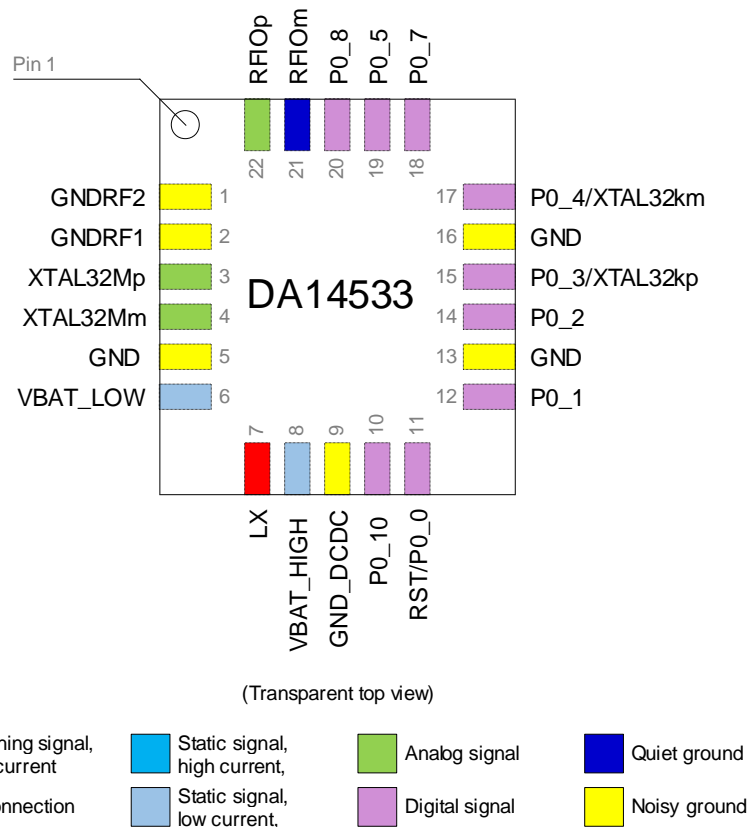 Pin 1
RFIOp
RFIOm
P0_8
P0_5
P0_7
22
21
20
19
18
GNDRF2 1
GNDRF1 2
XTAL32Mp 3
XTAL32Mm 4
GND 5
VBAT_LOW 6
DA14533
17 P0_4/XTAL32km
16 GND
15 P0_3/XTAL32kp
14 P0_2
13 GND
12 P0_1
7
8
9
10
11
LX
VBAT_HIGH
GND_DCDC
P0_10
RST/P0_0
(Transparent top view)
signal,
current
Static signal,
high current,
Analog signal
Quiet ground
Static signal,
low current,
Digital signal
Noisy ground